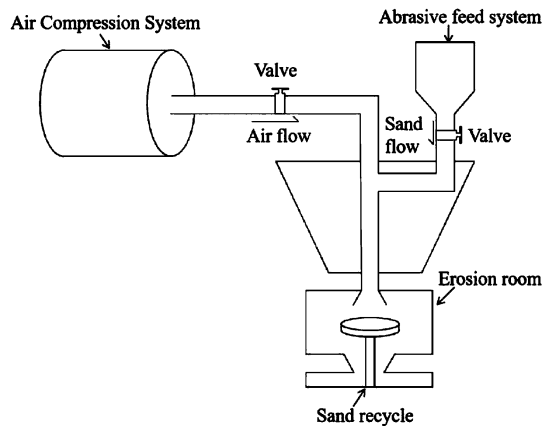 Air Compression System
Abrasive feed system
Valve
Air flow
Sand
flow
Valve
Erosion room
Sand recycle